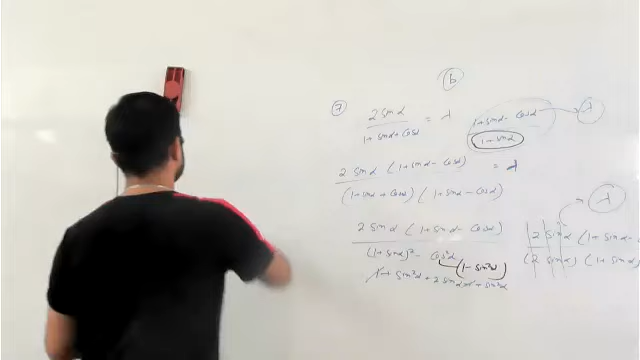 (b)
(7) 2 sinα / 1 + sinα + cosα = λ
1 + sinα - cosα / 1 + sinα → λ
2 sinα (1 + sinα - cosα) / (1 + sinα + cosα) (1 + sinα - cosα) = λ
2 sinα (1 + sinα - cosα) / (1 + sinα)² - cos²α
(1 - sin²α)
1 + sin²α + 2 sinα - 1 + sin²α
λ
2 sinα (1 + sinα -
(2 sinα) (1 + sinα)